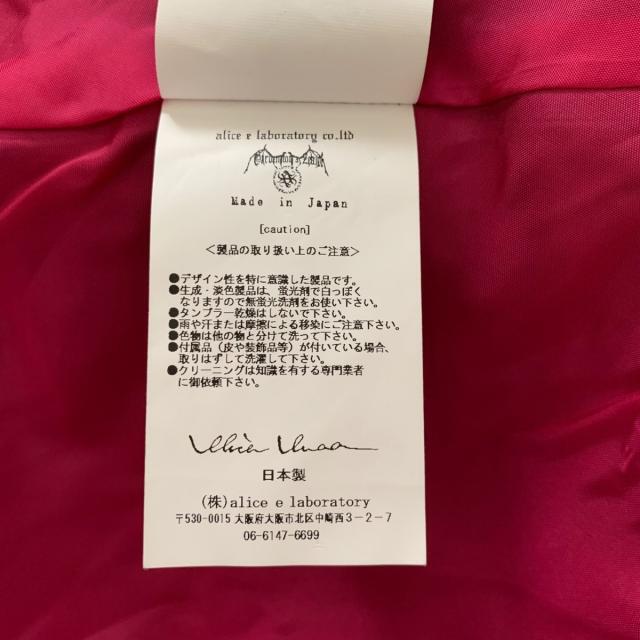 alice e laboratory co.ltd
Made in Japan
[caution]
<製品の取り扱い上のご注意>
●デザイン性を特に意識した製品です。
●生成・淡色製品は、蛍光剤で白っぽく
なりますので無蛍光洗剤をお使い下さい。
●タンブラー乾燥はしないで下さい。
●雨や汗または摩擦による移染にご注意下さい。
●色物は他の物と分けて洗って下さい。
●付属品(皮や装飾品等)が付いている場合、
取りはずして洗濯して下さい。
●クリーニングは知識を有する専門業者
に御依頼下さい。
日本製
(株)alice e laboratory
〒530-0015 大阪府大阪市北区中崎西3-2-7
06-6147-6699